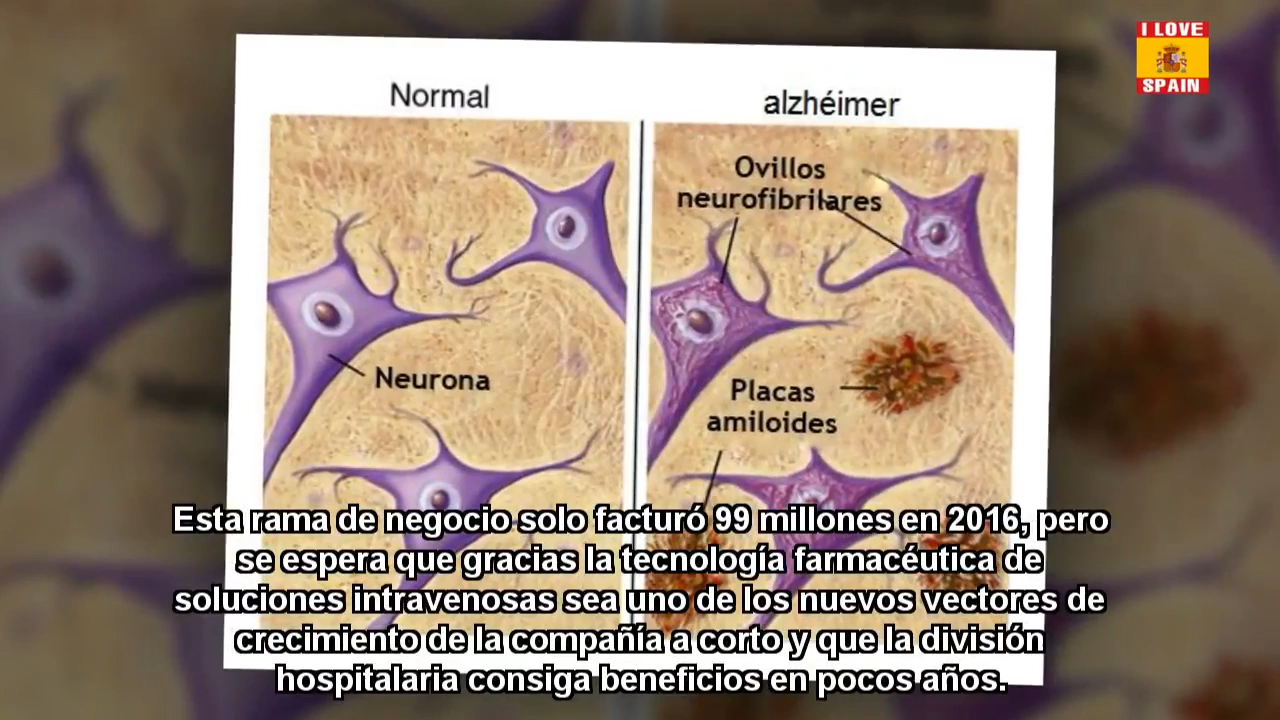 I LOVE
SPAIN
Normal
alzhéimer
Ovillos
neurofibrilares
Neurona
Placas
amiloides
Esta rama de negocio solo facturó 99 millones en 2016, pero
se espera que gracias la tecnología farmacéutica de
soluciones intravenosas sea uno de los nuevos vectores de
crecimiento de la compañía a corto y que la división
hospitalaria consiga beneficios en pocos años.